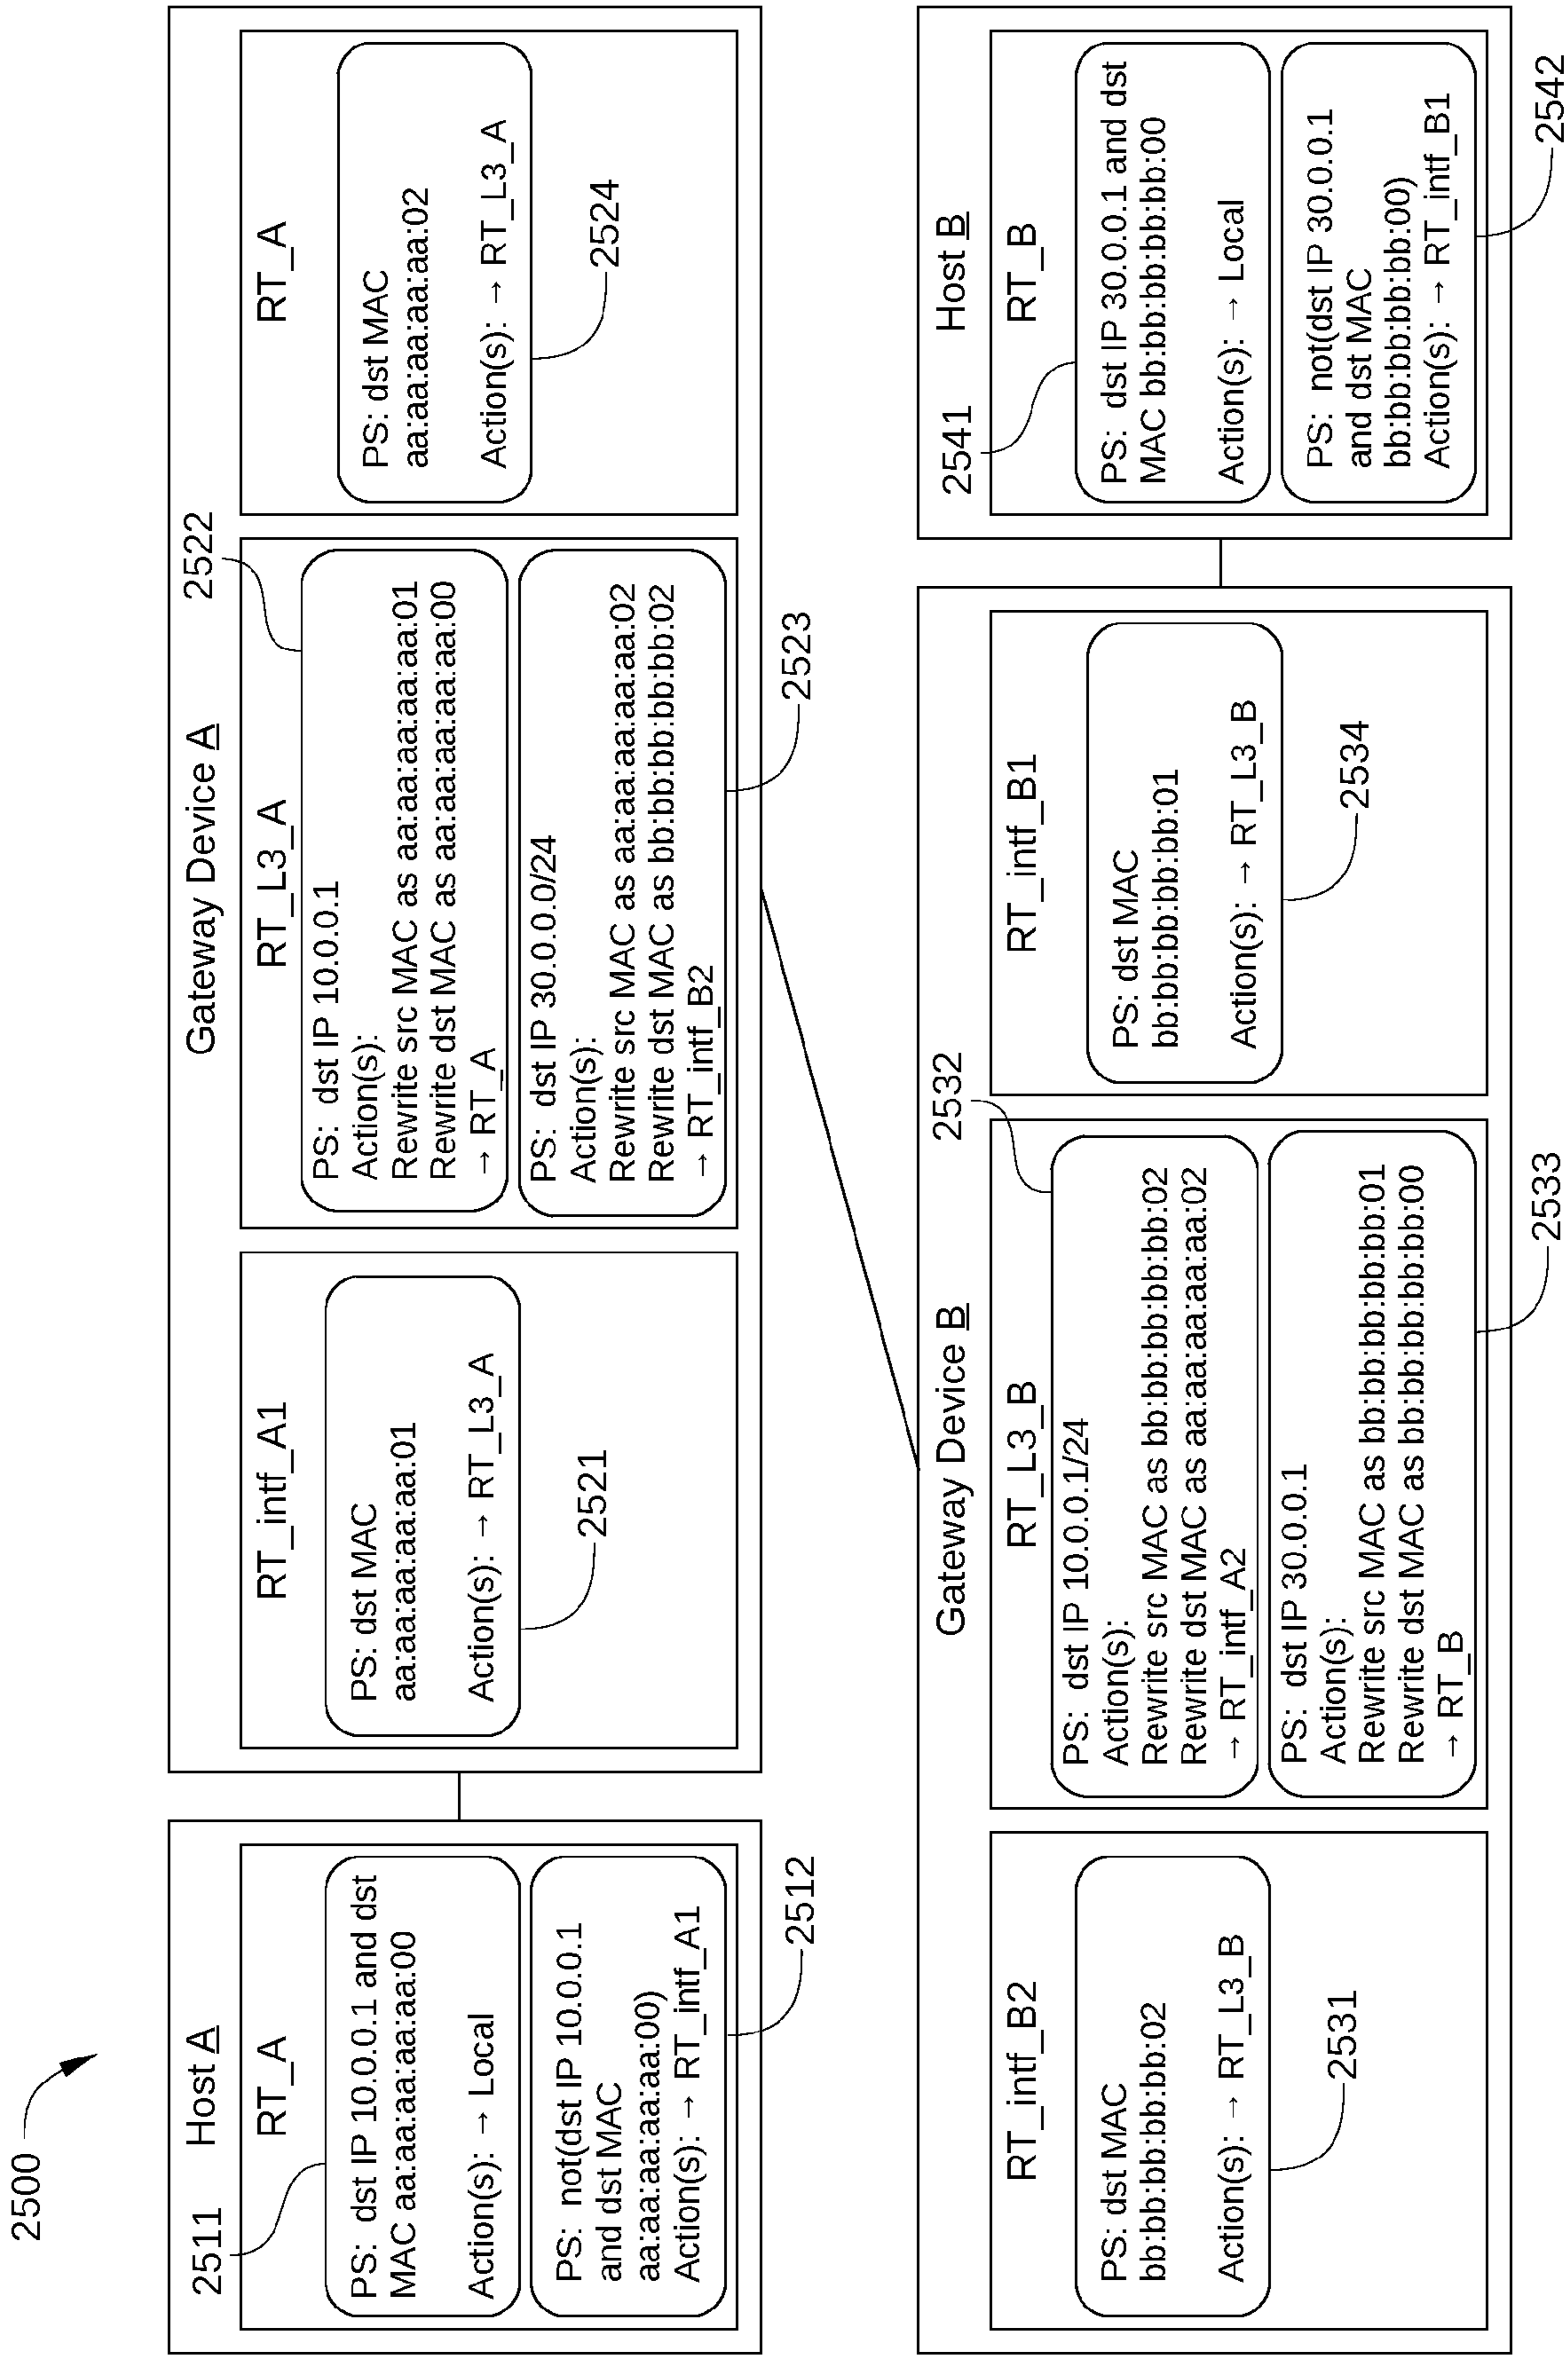 2500
Host A
2511
RT_A
PS:  dst IP 10.0.0.1 and dst
MAC aa:aa:aa:aa:aa:00
Action(s): → Local
PS:  not(dst IP 10.0.0.1
and dst MAC
aa:aa:aa:aa:aa:00)
Action(s): → RT_intf_A1
2512
Gateway Device A
RT_intf_A1
PS: dst MAC
aa:aa:aa:aa:aa:01
Action(s): → RT_L3_A
2521
RT_L3_A
2522
PS:  dst IP 10.0.0.1
Action(s):
Rewrite src MAC as aa:aa:aa:aa:aa:01
Rewrite dst MAC as aa:aa:aa:aa:aa:00
→ RT_A
PS:  dst IP 30.0.0.0/24
Action(s):
Rewrite src MAC as aa:aa:aa:aa:aa:02
Rewrite dst MAC as bb:bb:bb:bb:bb:02
→ RT_intf_B2
2523
RT_A
PS: dst MAC
aa:aa:aa:aa:aa:02
Action(s): → RT_L3_A
2524
Gateway Device B
RT_intf_B2
PS: dst MAC
bb:bb:bb:bb:bb:02
Action(s): → RT_L3_B
2531
RT_L3_B
2532
PS:  dst IP 10.0.0.1/24
Action(s):
Rewrite src MAC as bb:bb:bb:bb:bb:02
Rewrite dst MAC as aa:aa:aa:aa:aa:02
→ RT_intf_A2
PS:  dst IP 30.0.0.1
Action(s):
Rewrite src MAC as bb:bb:bb:bb:bb:01
Rewrite dst MAC as bb:bb:bb:bb:bb:00
→ RT_B
2533
RT_intf_B1
PS: dst MAC
bb:bb:bb:bb:bb:01
Action(s): → RT_L3_B
2534
Host B
2541
RT_B
PS:  dst IP 30.0.0.1 and dst
MAC bb:bb:bb:bb:bb:00
Action(s): → Local
PS:  not(dst IP 30.0.0.1
and dst MAC
bb:bb:bb:bb:bb:00)
Action(s): → RT_intf_B1
2542